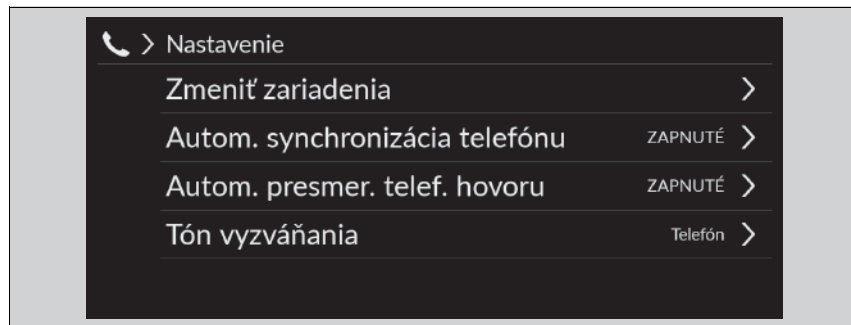 Nastavenie
Zmeniť zariadenia
Autom. synchronizácia telefónu ZAPNUTÉ
Autom. presmer. telef. hovoru ZAPNUTÉ
Tón vyzváňania Telefón